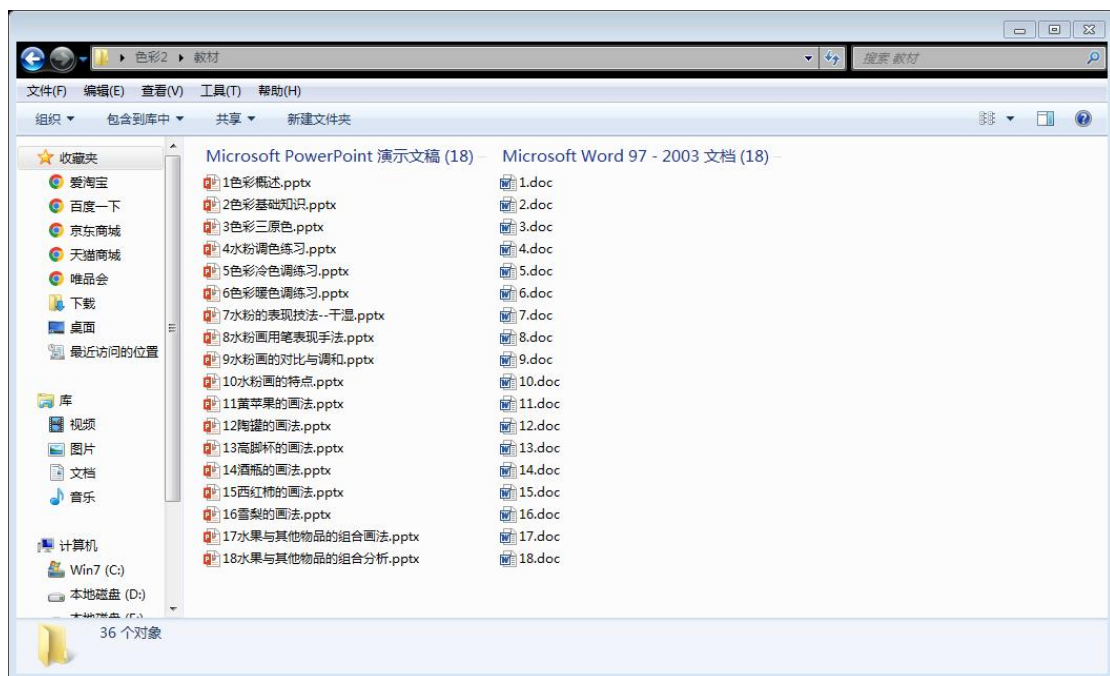 色彩2 教材
搜索 教材
文件(F) 编辑(E) 查看(V) 工具(T) 帮助(H)
组织 包含到库中 共享 新建文件夹
收藏夹
爱淘宝
百度一下
京东商城
天猫商城
唯品会
下载
桌面
最近访问的位置
库
视频
图片
文档
音乐
计算机
Win7 (C:)
本地磁盘 (D:)
Microsoft PowerPoint 演示文稿 (18)
1色彩概述.pptx
2色彩基础知识.pptx
3色彩三原色.pptx
4水粉调色练习.pptx
5色彩冷色调练习.pptx
6色彩暖色调练习.pptx
7水粉的表现技法--干湿.pptx
8水粉画用笔表现手法.pptx
9水粉画的对比与调和.pptx
10水粉画的特点.pptx
11黄苹果的画法.pptx
12陶罐的画法.pptx
13高脚杯的画法.pptx
14酒瓶的画法.pptx
15西红柿的画法.pptx
16雪梨的画法.pptx
17水果与其他物品的组合画法.pptx
18水果与其他物品的组合分析.pptx
Microsoft Word 97 - 2003 文档 (18)
1.doc
2.doc
3.doc
4.doc
5.doc
6.doc
7.doc
8.doc
9.doc
10.doc
11.doc
12.doc
13.doc
14.doc
15.doc
16.doc
17.doc
18.doc
36 个对象